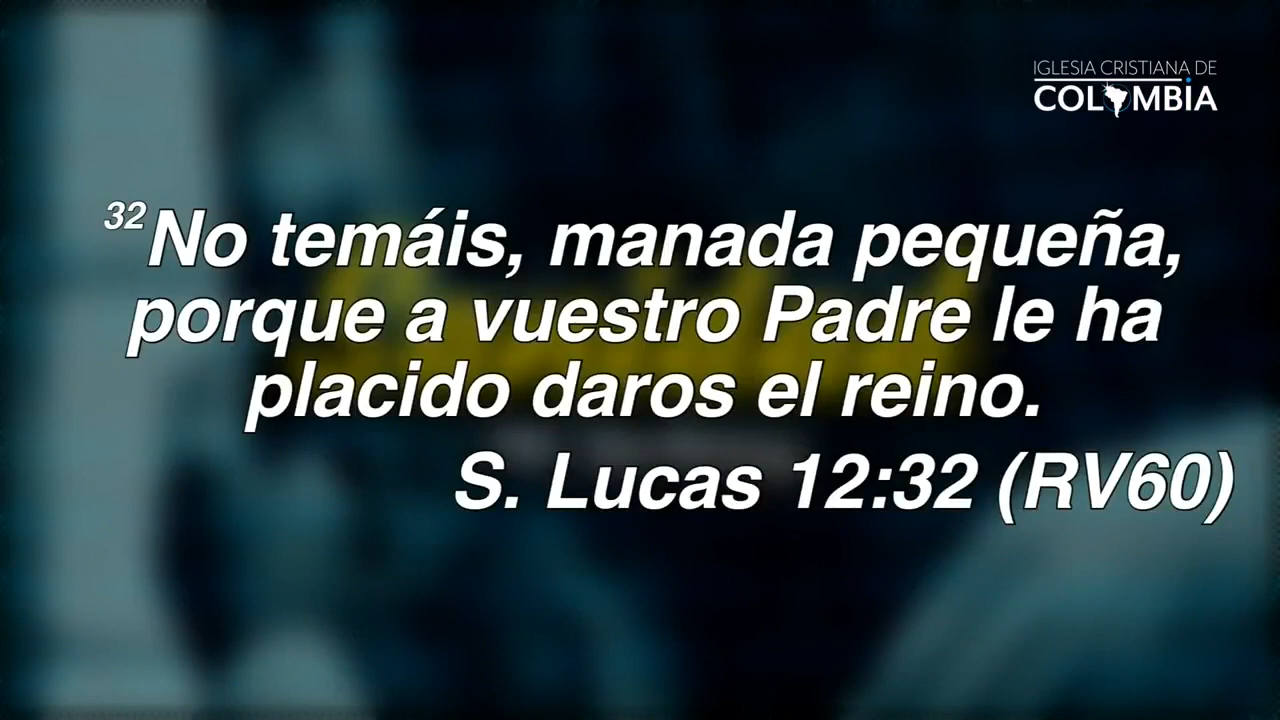 IGLESIA CRISTIANA DE
COLOMBIA
32 No temáis, manada pequeña,
porque a vuestro Padre le ha
placido daros el reino.
S. Lucas 12:32 (RV60)